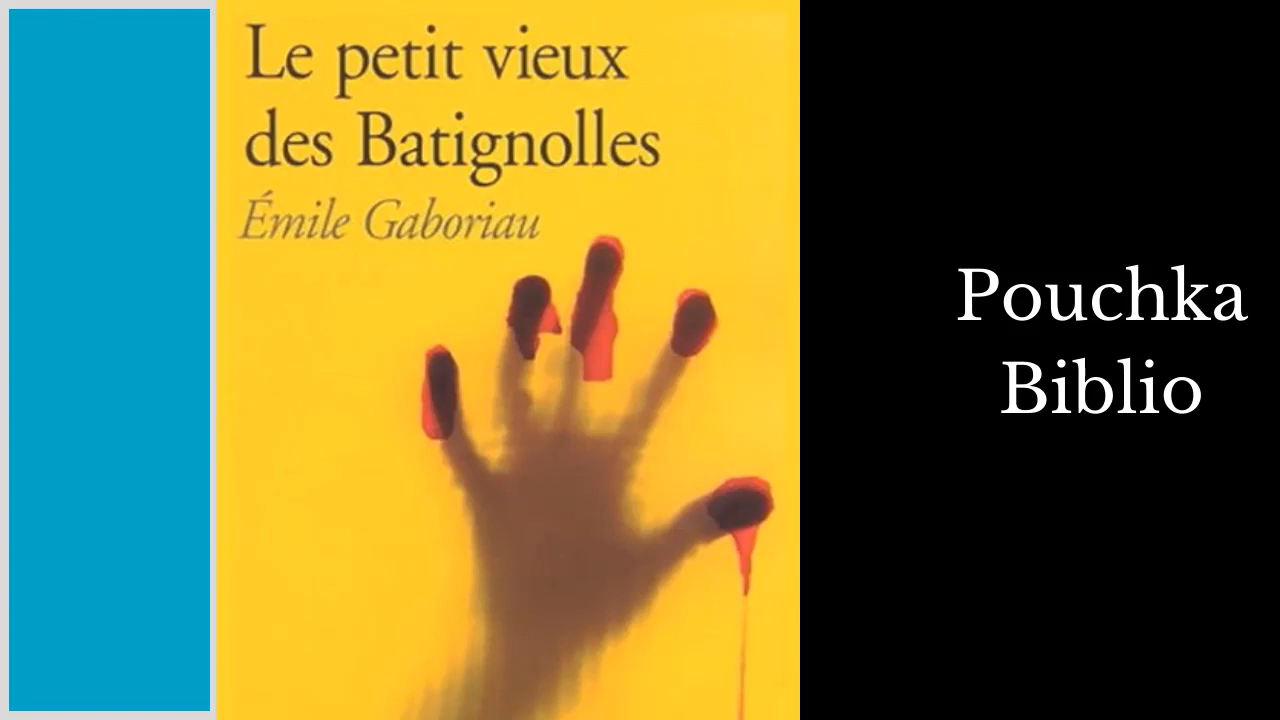 Le petit vieux
des Batignolles
Émile Gaboriau
Pouchka
Biblio